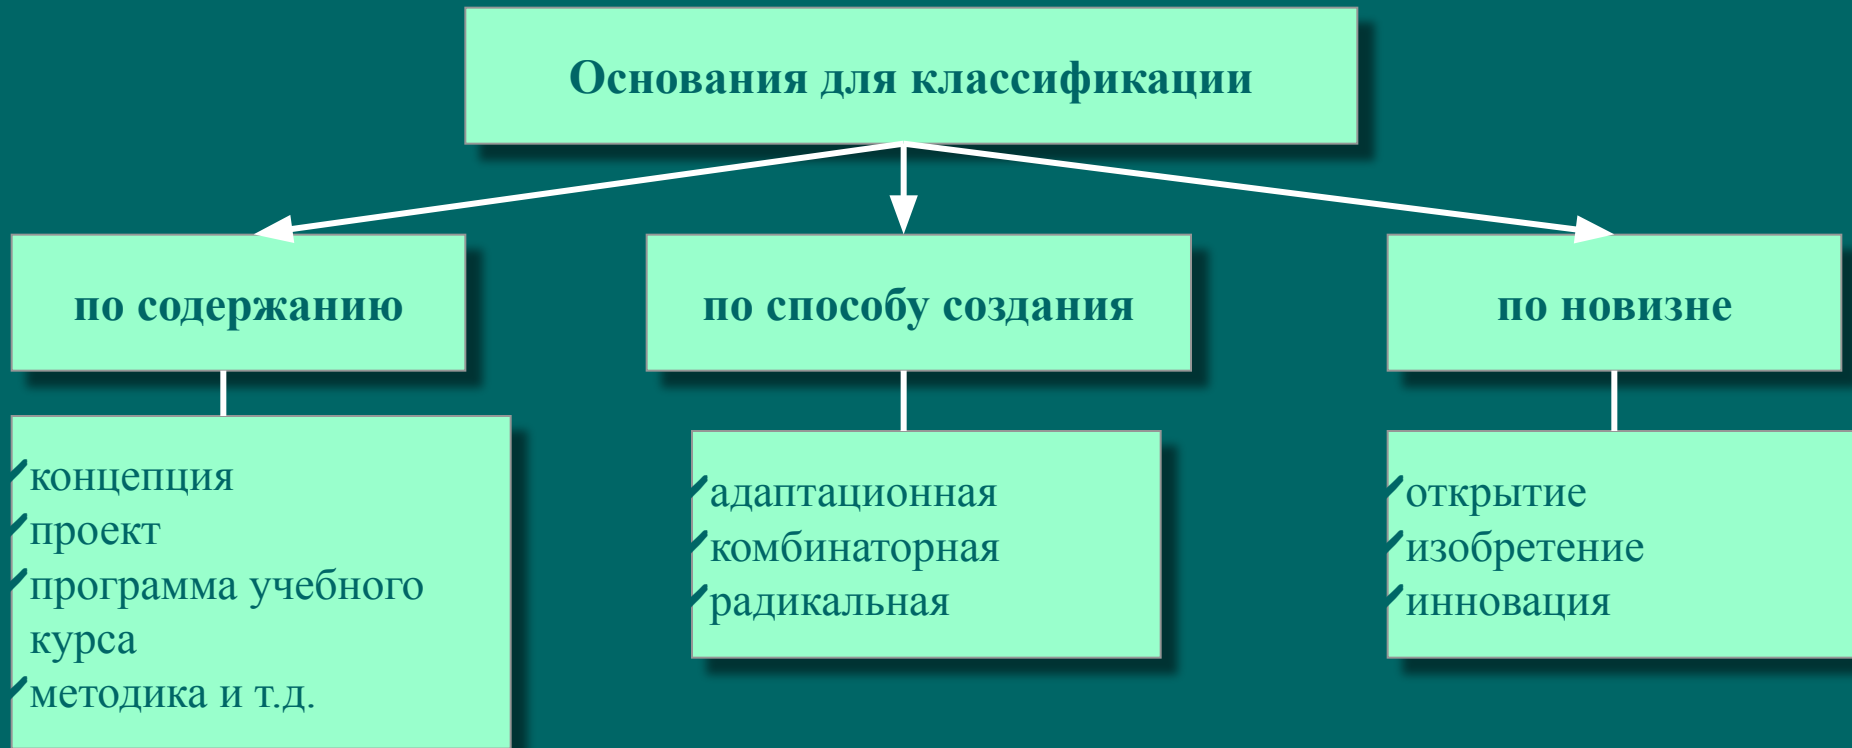 Основания для классификации
по содержанию
по способу создания
по новизне
концепция
проект
программа учебного
курса
методика и т.д.
адаптационная
комбинаторная
радикальная
открытие
изобретение
инновация